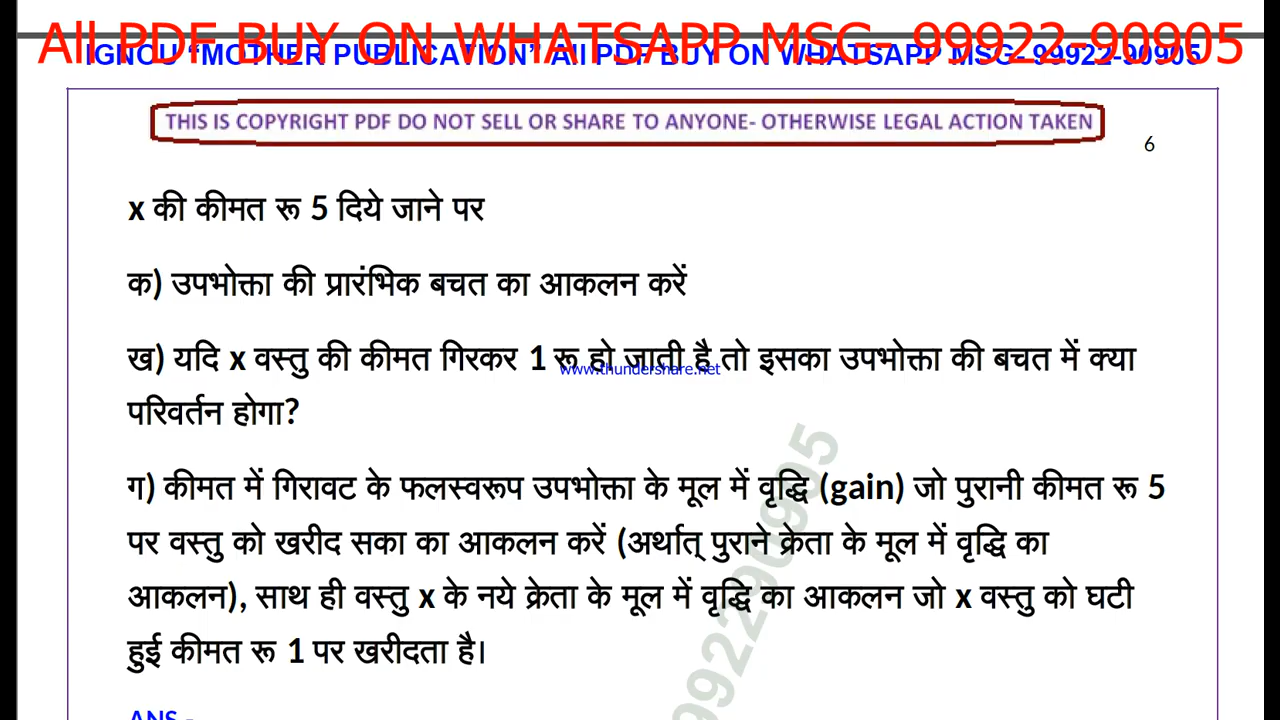 All PDF BUY ON WHATSAPP MSG- 99922-90905
IGNOU “MOTHER PUBLICATION” All PDF BUY ON WHATSAPP MSG- 99922-90905
THIS IS COPYRIGHT PDF DO NOT SELL OR SHARE TO ANYONE- OTHERWISE LEGAL ACTION TAKEN
6
x की कीमत रू 5 दिये जाने पर
क) उपभोक्ता की प्रारंभिक बचत का आकलन करें
ख) यदि x वस्तु की कीमत गिरकर 1 रू हो जाती है तो इसका उपभोक्ता की बचत में क्या
www.thundershare.net
परिवर्तन होगा?
ग) कीमत में गिरावट के फलस्वरूप उपभोक्ता के मूल में वृद्धि (gain) जो पुरानी कीमत रू 5
पर वस्तु को खरीद सका का आकलन करें (अर्थात् पुराने क्रेता के मूल में वृद्धि का
आकलन), साथ ही वस्तु x के नये क्रेता के मूल में वृद्धि का आकलन जो x वस्तु को घटी
हुई कीमत रू 1 पर खरीदता है।
ANS -